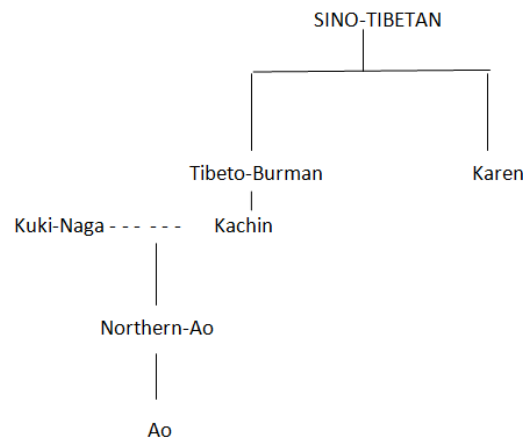 SINO-TIBETAN
Tibeto-Burman Karen
Kuki-Naga - - - - - - Kachin
Northern-Ao
Ao